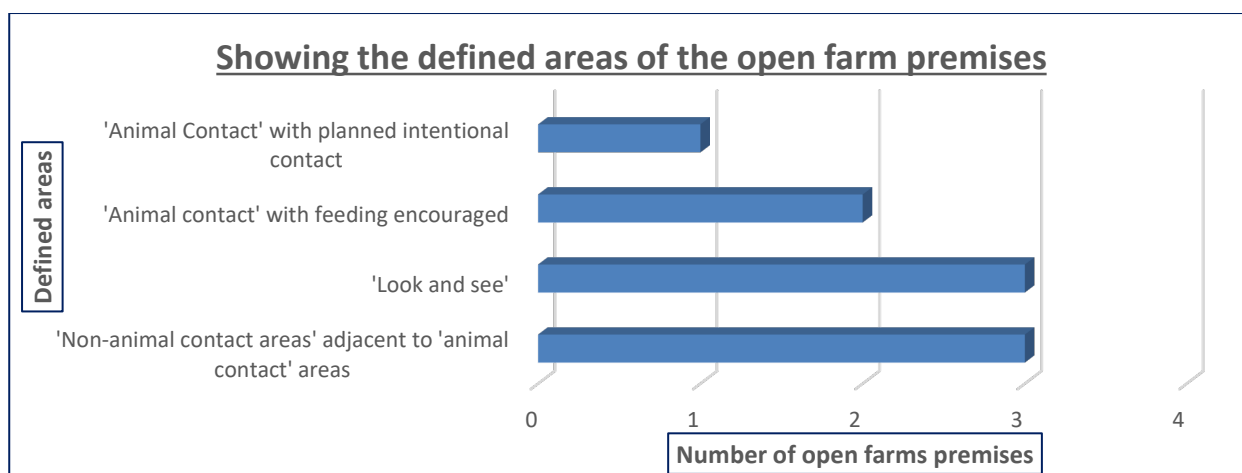 Showing the defined areas of the open farm premises
Defined areas
'Animal Contact' with planned intentional
contact
'Animal contact' with feeding encouraged
'Look and see'
'Non-animal contact areas' adjacent to 'animal
contact' areas
0 1 2 3 4
Number of open farms premises